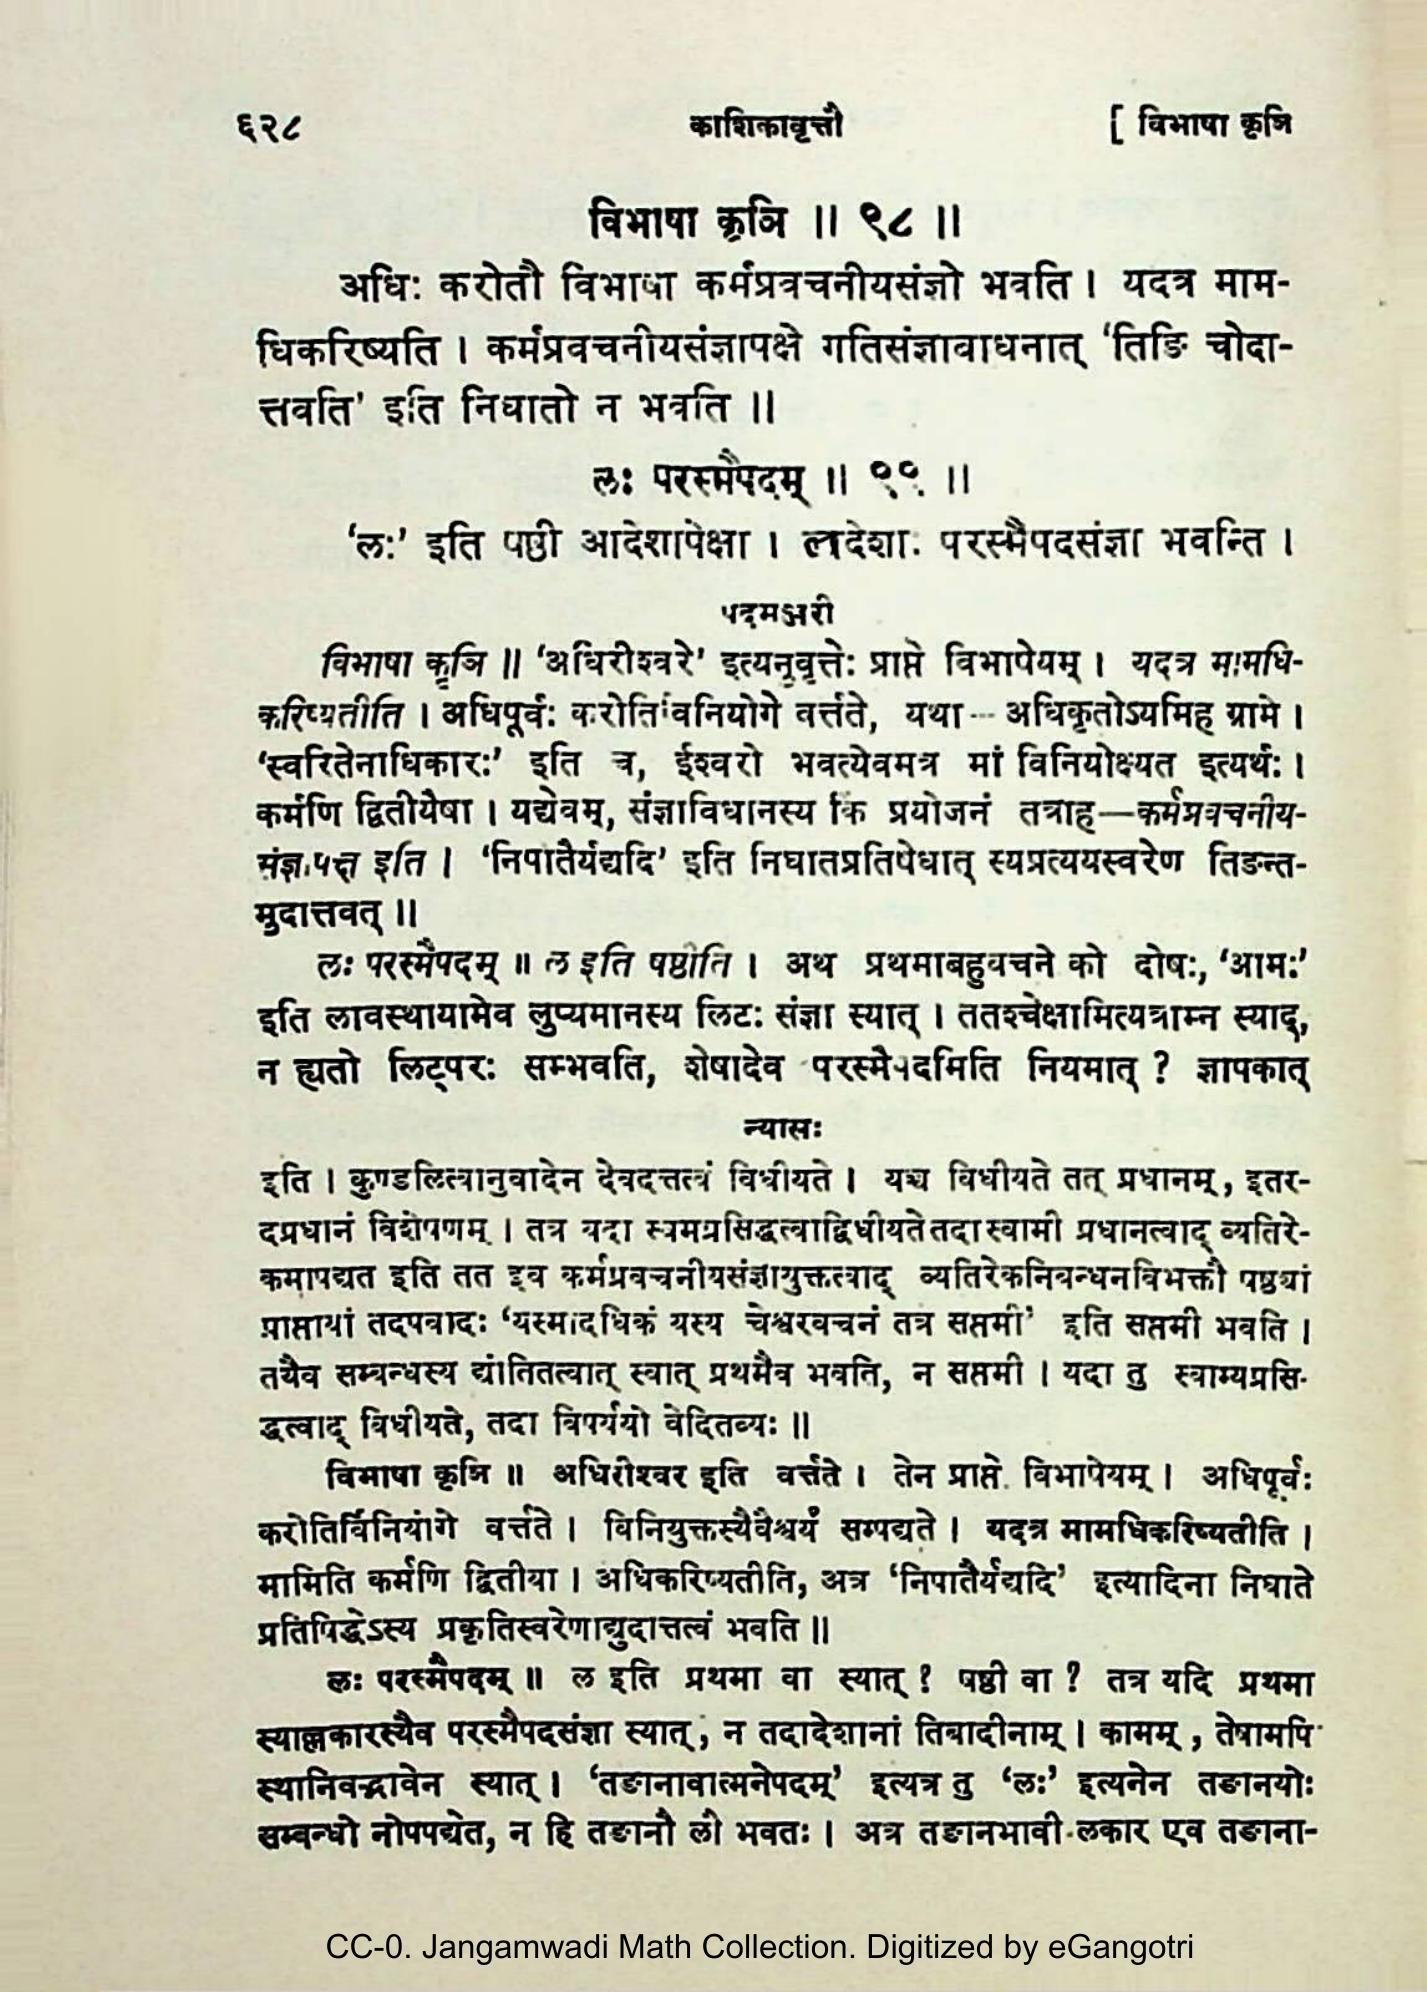 ६२८ काशिकावृत्तौ [ विभाषा कृञि
विभाषा कृञि ॥ ९८ ॥
अधिः करोतौ विभाषा कर्मप्रवचनीयसंज्ञो भवति । यदत्र माम-
धिकरिष्यति । कर्मप्रवचनीयसंज्ञापक्षे गतिसंज्ञाबाधनात् ‘तिङि चोदा-
त्तवति’ इति निघातो न भवति ॥
लः परस्मैपदम् ॥ ९९ ॥
‘लः’ इति षष्ठी आदेशापेक्षा । लादेशाः परस्मैपदसंज्ञा भवन्ति ।
पदमञ्जरी
विभाषा कृञि ॥ ‘अधिरीश्वरे’ इत्यनुवृत्तेः प्राप्ते विभाषेयम् । यदत्र मामधि-
करिष्यतीति । अधिपूर्वः करोतिर्विनियोगे वर्त्तते, यथा — अधिकृतोऽयमिह ग्रामे ।
‘स्वरितेनाधिकारः’ इति च, ईश्वरो भवत्येवमत्र मां विनियोक्ष्यत इत्यर्थः ।
कर्मणि द्वितीयैषा । यद्येवम्, संज्ञाविधानस्य किं प्रयोजनं तत्राह—कर्मप्रवचनीय-
संज्ञापक्ष इति । ‘निपातैर्यद्यदि’ इति निघातप्रतिषेधात् स्यप्रत्ययस्वरेण तिङन्त-
मुदात्तवत् ॥
लः परस्मैपदम् ॥ ल इति षष्ठीति । अथ प्रथमाबहुवचने को दोषः, ‘आमः’
इति लावस्थायामेव लुप्यमानस्य लिटः संज्ञा स्यात् । ततश्चेक्षामित्यत्राम्न स्याद्,
न ह्यतो लिट्परः सम्भवति, शेषादेव परस्मैपदमिति नियमात् ? ज्ञापकात्
न्यासः
इति । कुण्डलित्वानुवादेन देवदत्तत्वं विधीयते । यच्च विधीयते तत् प्रधानम्, इतर-
दप्रधानं विशेषणम् । तत्र यदा स्वमप्रसिद्धत्वाद्विधीयते तदा स्वामी प्रधानत्वाद् व्यतिरे-
कमापद्यत इति तत इव कर्मप्रवचनीयसंज्ञायुक्तत्वाद् व्यतिरेकनिबन्धनविभक्तौ षष्ठ्यां
प्राप्तायां तदपवादः ‘यस्मादधिकं यस्य चेश्वरवचनं तत्र सप्तमी’ इति सप्तमी भवति ।
तयैव सम्बन्धस्य द्योतितत्वात् स्वात् प्रथमैव भवति, न सप्तमी । यदा तु स्वाम्यप्रसि-
द्धत्वाद् विधीयते, तदा विपर्ययो वेदितव्यः ॥
विभाषा कृञि ॥ अधिरीश्वर इति वर्त्तते । तेन प्राप्ते विभाषेयम् । अधिपूर्वः
करोतिर्विनियोगे वर्त्तते । विनियुक्तस्यैवैश्वर्यं सम्पद्यते । यदत्र मामधिकरिष्यतीति ।
मामिति कर्मणि द्वितीया । अधिकरिष्यतीति, अत्र ‘निपातैर्यद्यदि’ इत्यादिना निघाते
प्रतिषिद्धेऽस्य प्रकृतिस्वरेणाद्युदात्तत्वं भवति ॥
लः परस्मैपदम् ॥ ल इति प्रथमा वा स्यात् ? षष्ठी वा ? तत्र यदि प्रथमा
स्याल्लकारस्यैव परस्मैपदसंज्ञा स्यात्, न तदादेशानां तिबादीनाम् । कामम् , तेषामपि
स्थानिवद्भावेन स्यात् । ‘तङानावात्मनेपदम्’ इत्यत्र तु ‘लः’ इत्यनेन तङानयोः
सम्बन्धो नोपपद्येत, न हि तङानौ लौ भवतः । अत्र तङानभावी लकार एव तङाना-
CC-0. Jangamwadi Math Collection. Digitized by eGangotri